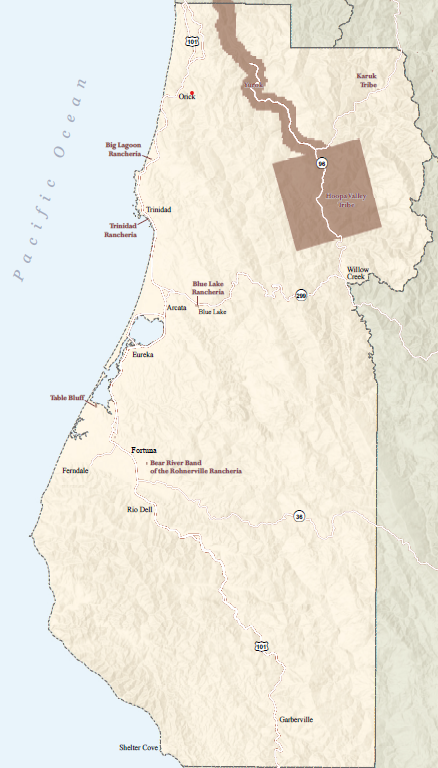 101
Orick
Yurok
Karuk
Tribe
Big Lagoon
Rancheria
96
Hoopa Valley
Tribe
Trinidad
Trinidad
Rancheria
Pacific Ocean
Willow
Creek
Blue Lake
Rancheria
299
Arcata
Blue Lake
Eureka
Table Bluff
Fortuna
Bear River Band
of the Rohnerville Rancheria
Ferndale
Rio Dell
36
101
Garberville
Shelter Cove